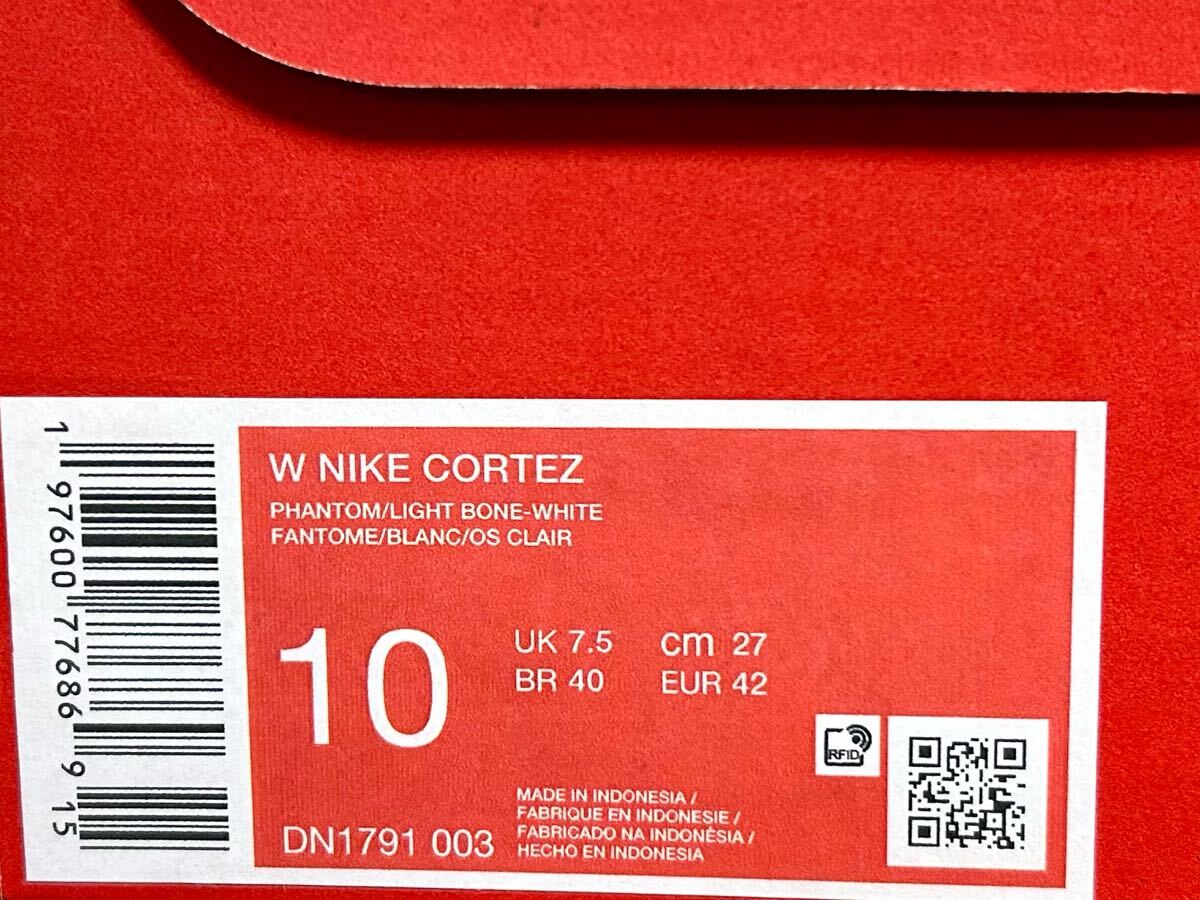 W NIKE CORTEZ
PHANTOM/LIGHT BONE-WHITE
FANTOME/BLANC/OS CLAIR
10
UK 7.5 cm 27
BR 40 EUR 42
RFID
DN1791 003
MADE IN INDONESIA /
FABRIQUE EN INDONESIE /
FABRICADO NA INDONÉSIA /
HECHO EN INDONESIA
1 97600 77686 9 15